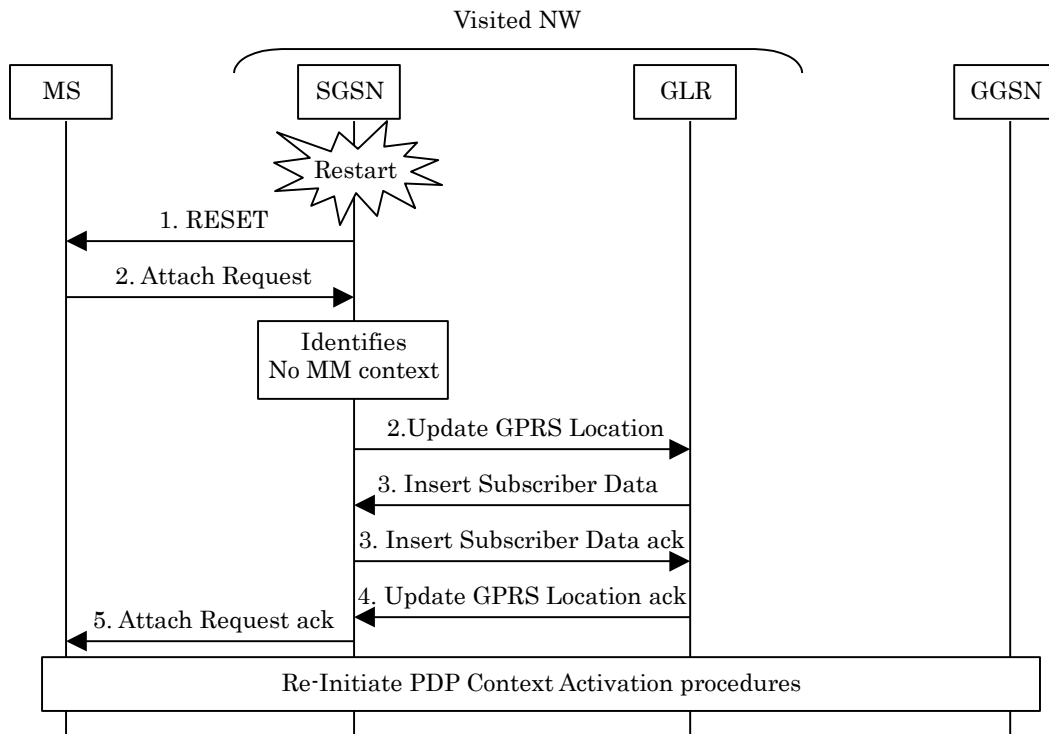 Visited NW
MS
SGSN
GLR
GGSN
Restart
1. RESET
2. Attach Request
Identifies
No MM context
2.Update GPRS Location
3. Insert Subscriber Data
3. Insert Subscriber Data ack
4. Update GPRS Location ack
5. Attach Request ack
Re-Initiate PDP Context Activation procedures